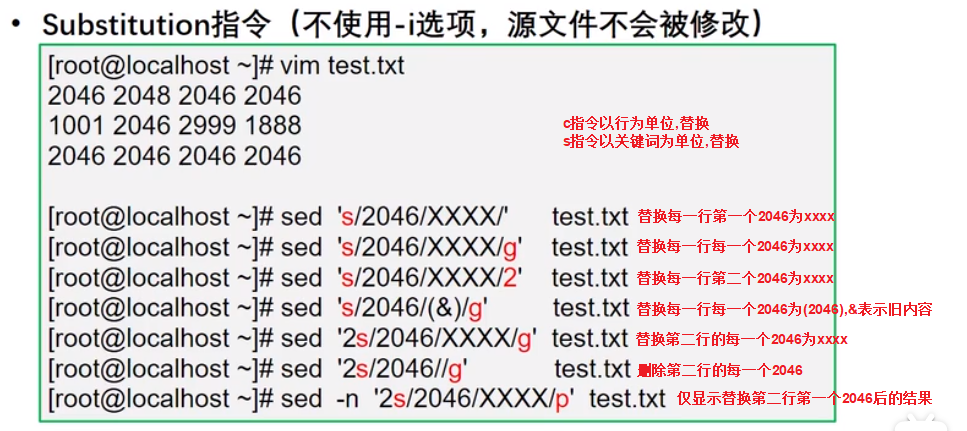 • Substitution指令（不使用-i选项，源文件不会被修改）
[root@localhost ~]# vim test.txt
2046 2048 2046 2046
1001 2046 2999 1888
2046 2046 2046 2046
c指令以行为单位,替换
s指令以关键词为单位,替换
[root@localhost ~]# sed 's/2046/XXXX/' test.txt 替换每一行第一个2046为xxxx
[root@localhost ~]# sed 's/2046/XXXX/g' test.txt 替换每一行每一个2046为xxxx
[root@localhost ~]# sed 's/2046/XXXX/2' test.txt 替换每一行第二个2046为xxxx
[root@localhost ~]# sed 's/2046/(&)/g' test.txt 替换每一行每一个2046为(2046),&表示旧内容
[root@localhost ~]# sed '2s/2046/XXXX/g' test.txt 替换第二行的每一个2046为xxxx
[root@localhost ~]# sed '2s/2046//g' test.txt 删除第二行的每一个2046
[root@localhost ~]# sed -n '2s/2046/XXXX/p' test.txt 仅显示替换第二行第一个2046后的结果